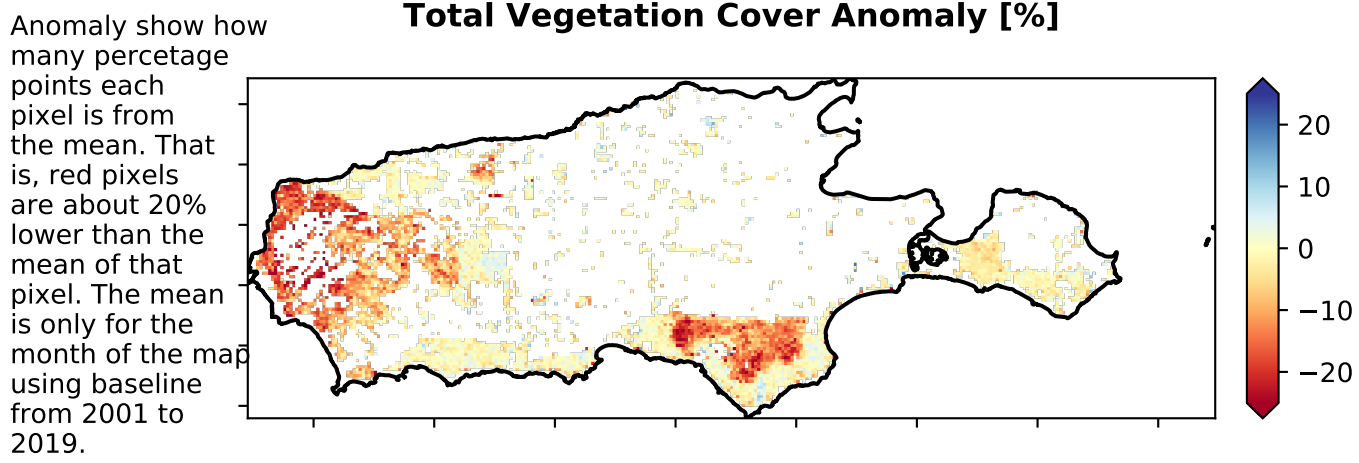 Total Vegetation Cover Anomaly [%]
Anomaly show how
many percetage
points each
pixel is from
the mean. That
is, red pixels
are about 20%
lower than the
mean of that
pixel. The mean
is only for the
month of the map
using baseline
from 2001 to
2019.
20
10
0
−10
−20